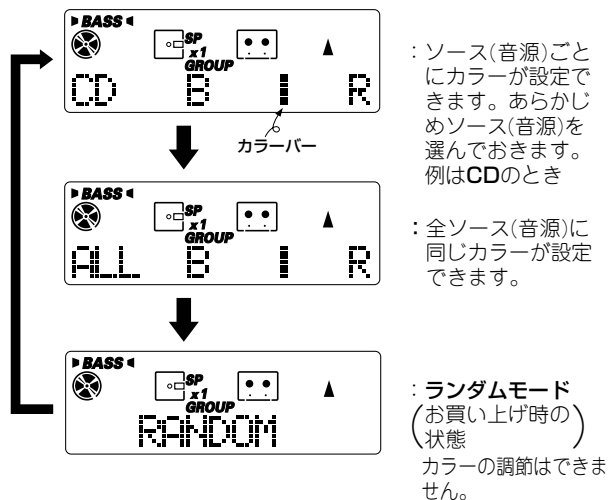 BASS
SP
x1
GROUP
CD B R
カラーバー
:ソース(音源)ごと
にカラーが設定で
きます。あらかじ
めソース(音源)を
選んでおきます。
例はCDのとき
BASS
SP
x1
GROUP
ALL B R
:全ソース(音源)に
同じカラーが設定
できます。
BASS
SP
x1
GROUP
RANDOM
:ランダムモード
(お買い上げ時の
状態)
カラーの調節はできま
せん。